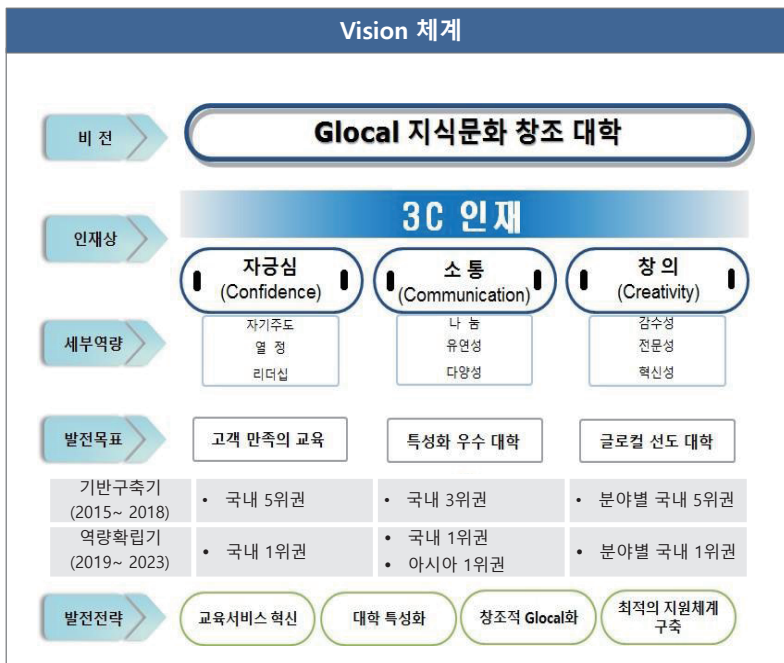 Vision 체계
비 전
Glocal 지식문화 창조 대학
인재상
3C 인재
자긍심
(Confidence)
소 통
(Communication)
창 의
(Creativity)
세부역량
자기주도
열 정
리더십
나 눔
유연성
다양성
감수성
전문성
혁신성
발전목표
고객 만족의 교육
특성화 우수 대학
글로컬 선도 대학
기반구축기
(2015~ 2018)
• 국내 5위권
• 국내 3위권
• 분야별 국내 5위권
역량확립기
(2019~ 2023)
• 국내 1위권
• 국내 1위권
• 아시아 1위권
• 분야별 국내 1위권
발전전략
교육서비스 혁신
대학 특성화
창조적 Glocal화
최적의 지원체계
구축